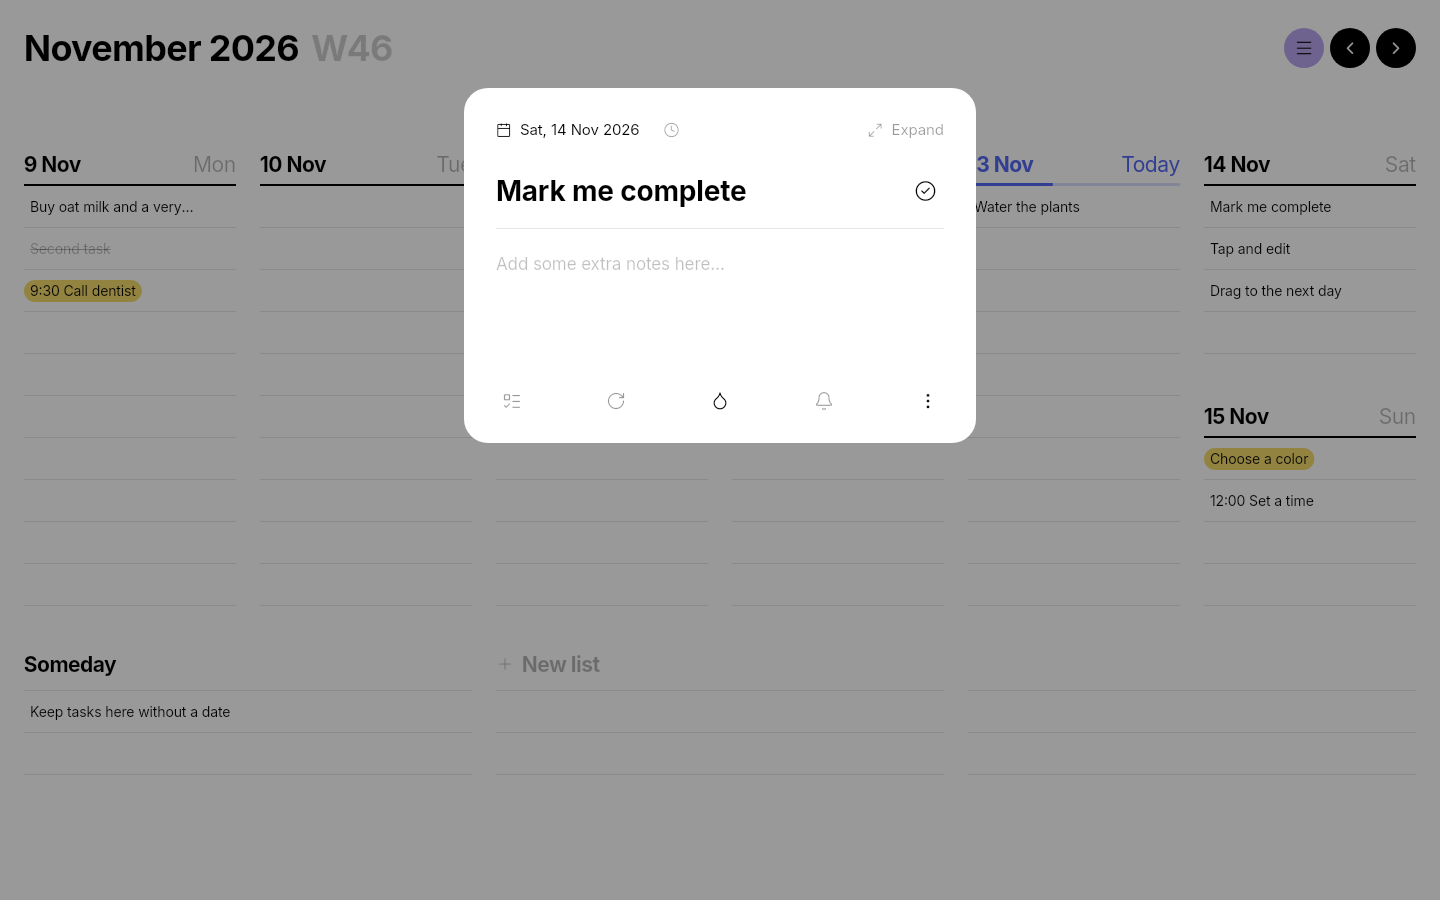 November 2026 W46
Sat, 14 Nov 2026
Expand
Mark me complete
Add some extra notes here...
9 Nov Mon
Buy oat milk and a very...
Second task
9:30 Call dentist
10 Nov Tue
3 Nov Today
Water the plants
14 Nov Sat
Mark me complete
Tap and edit
Drag to the next day
15 Nov Sun
Choose a color
12:00 Set a time
Someday
Keep tasks here without a date
New list